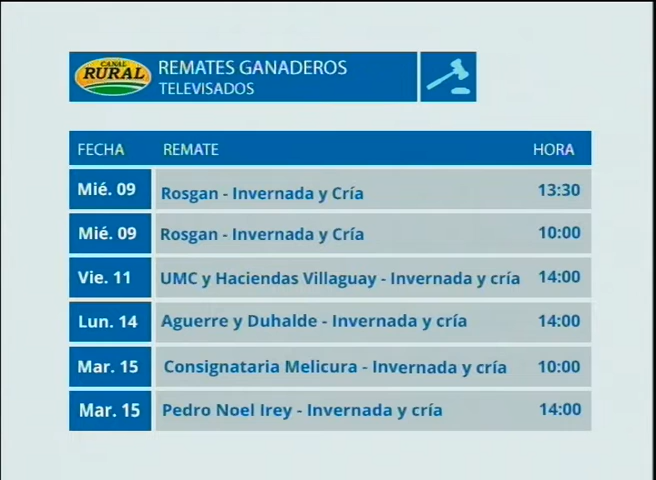 CANAL
RURAL
REMATES GANADEROS
TELEVISADOS
FECHA REMATE HORA
Mié. 09 Rosgan - Invernada y Cría 13:30
Mié. 09 Rosgan - Invernada y Cría 10:00
Vie. 11 UMC y Haciendas Villaguay - Invernada y cría 14:00
Lun. 14 Aguerre y Duhalde - Invernada y cría 14:00
Mar. 15 Consignataria Melicura - Invernada y cría 10:00
Mar. 15 Pedro Noel Irey - Invernada y cría 14:00